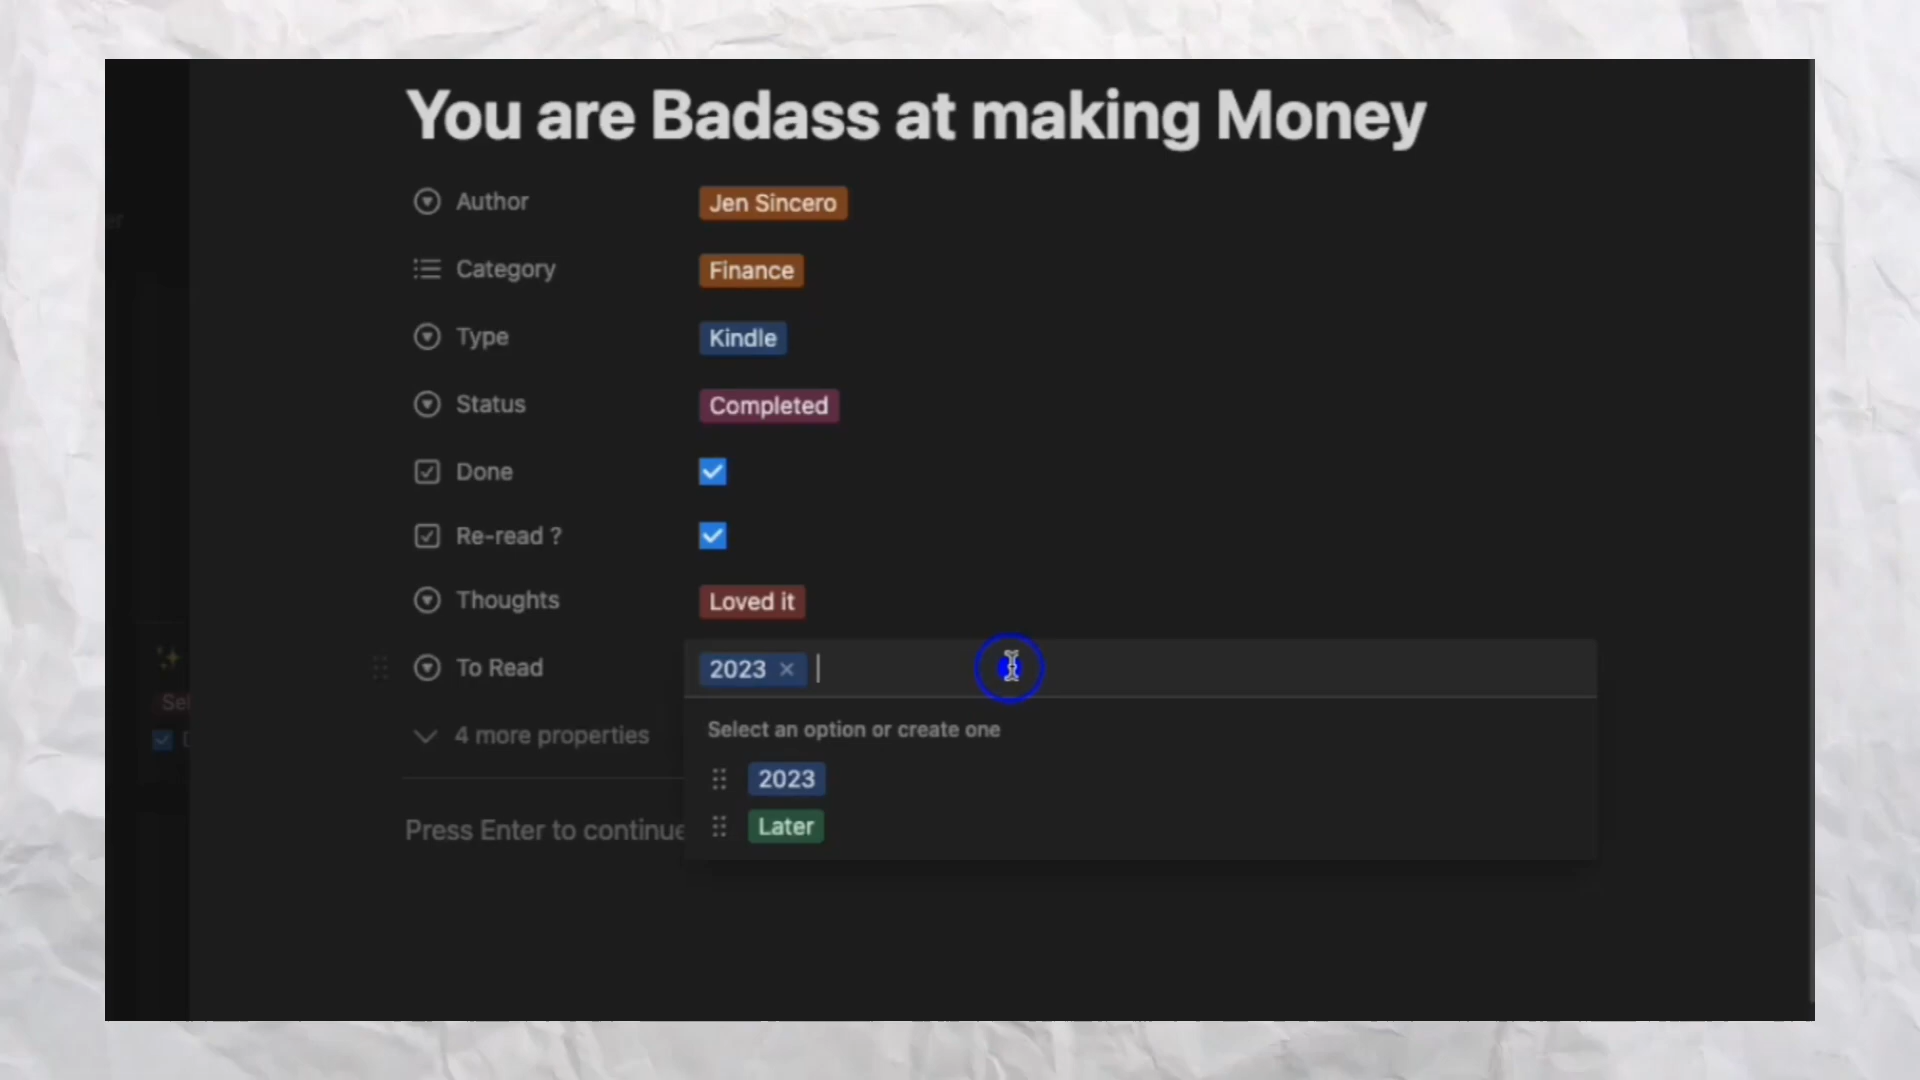 You are Badass at making Money
Author Jen Sincero
Category Finance
Type Kindle
Status Completed
Done
Re-read ?
Thoughts Loved it
To Read 2023
4 more properties
Select an option or create one
2023
Later
Press Enter to continue